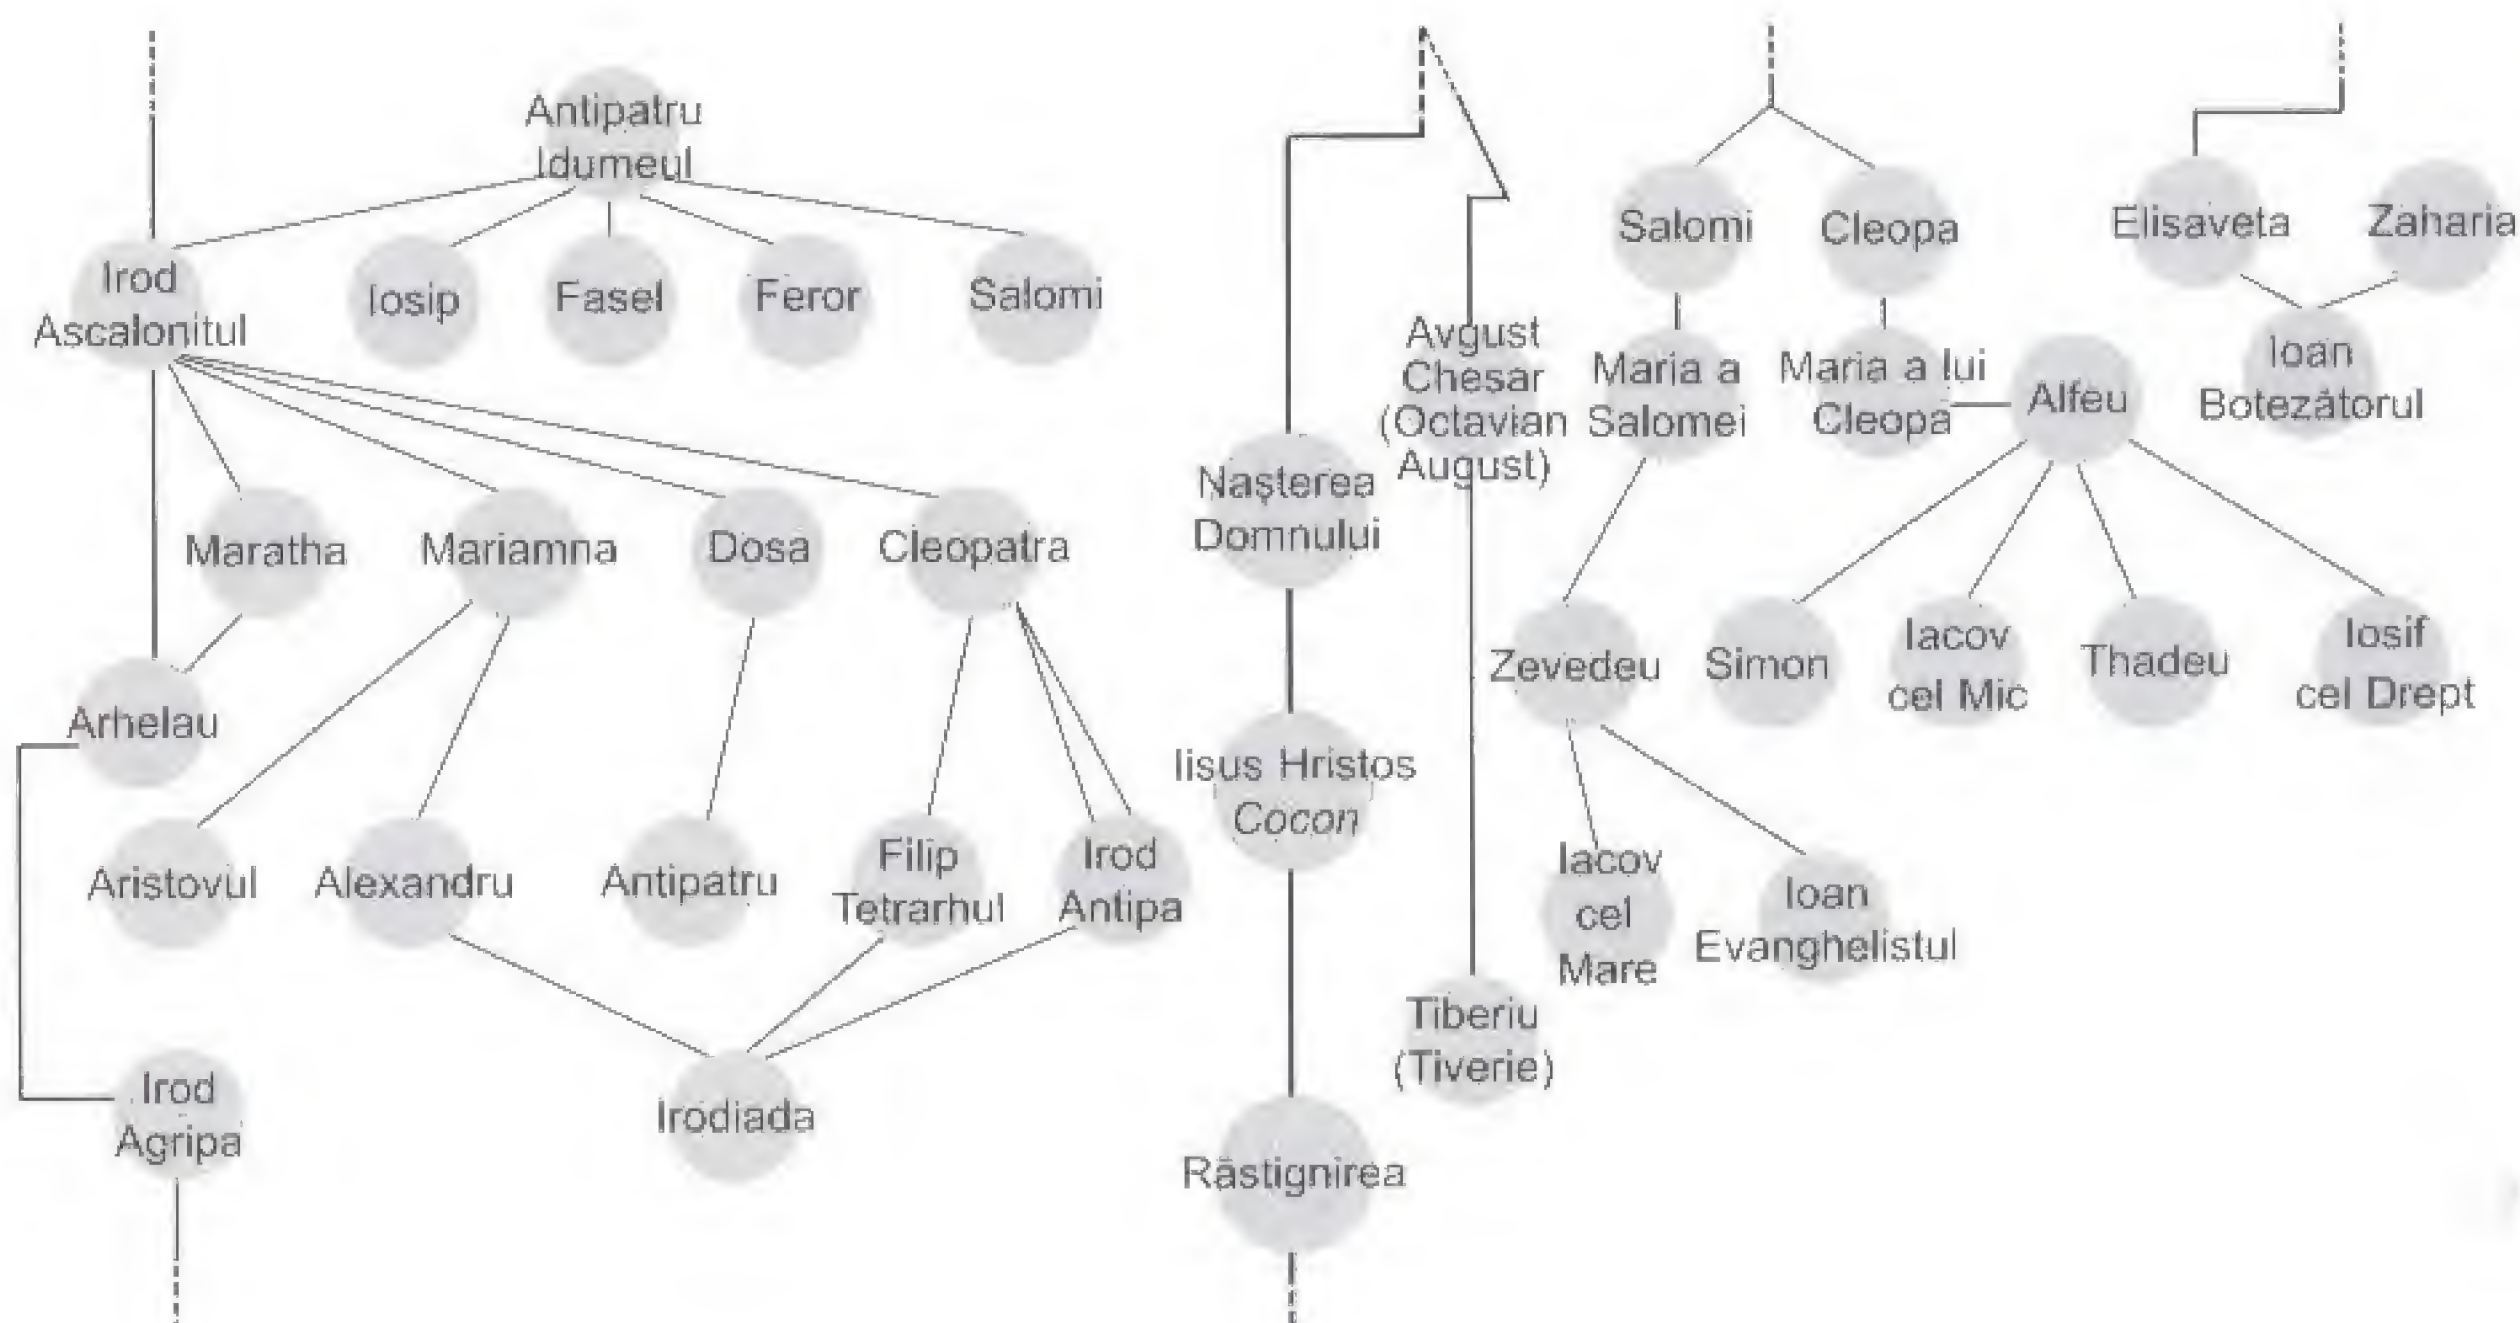 Antipatru
Idumeul
Irod
Ascalonitul
Iosip
Fasel
Feror
Salomi
Maratha
Mariamna
Dosa
Cleopatra
Arhelau
Aristovul
Alexandru
Antipatru
Filip
Tetrarhul
Irod
Antipa
Irod
Agripa
Irodiada
Nașterea
Domnului
Iisus Hristos
Cocon
Răstignirea
Avgust
Chesar
(Octavian
August)
Tiberiu
(Tiverie)
Salomi
Cleopa
Maria a
Salomei
Maria a lui
Cleopa
Alfeu
Elisaveta
Zaharia
Ioan
Botezătorul
Zevedeu
Simon
Iacov
cel Mic
Thadeu
Iosif
cel Drept
Iacov
cel
Mare
Ioan
Evanghelistul